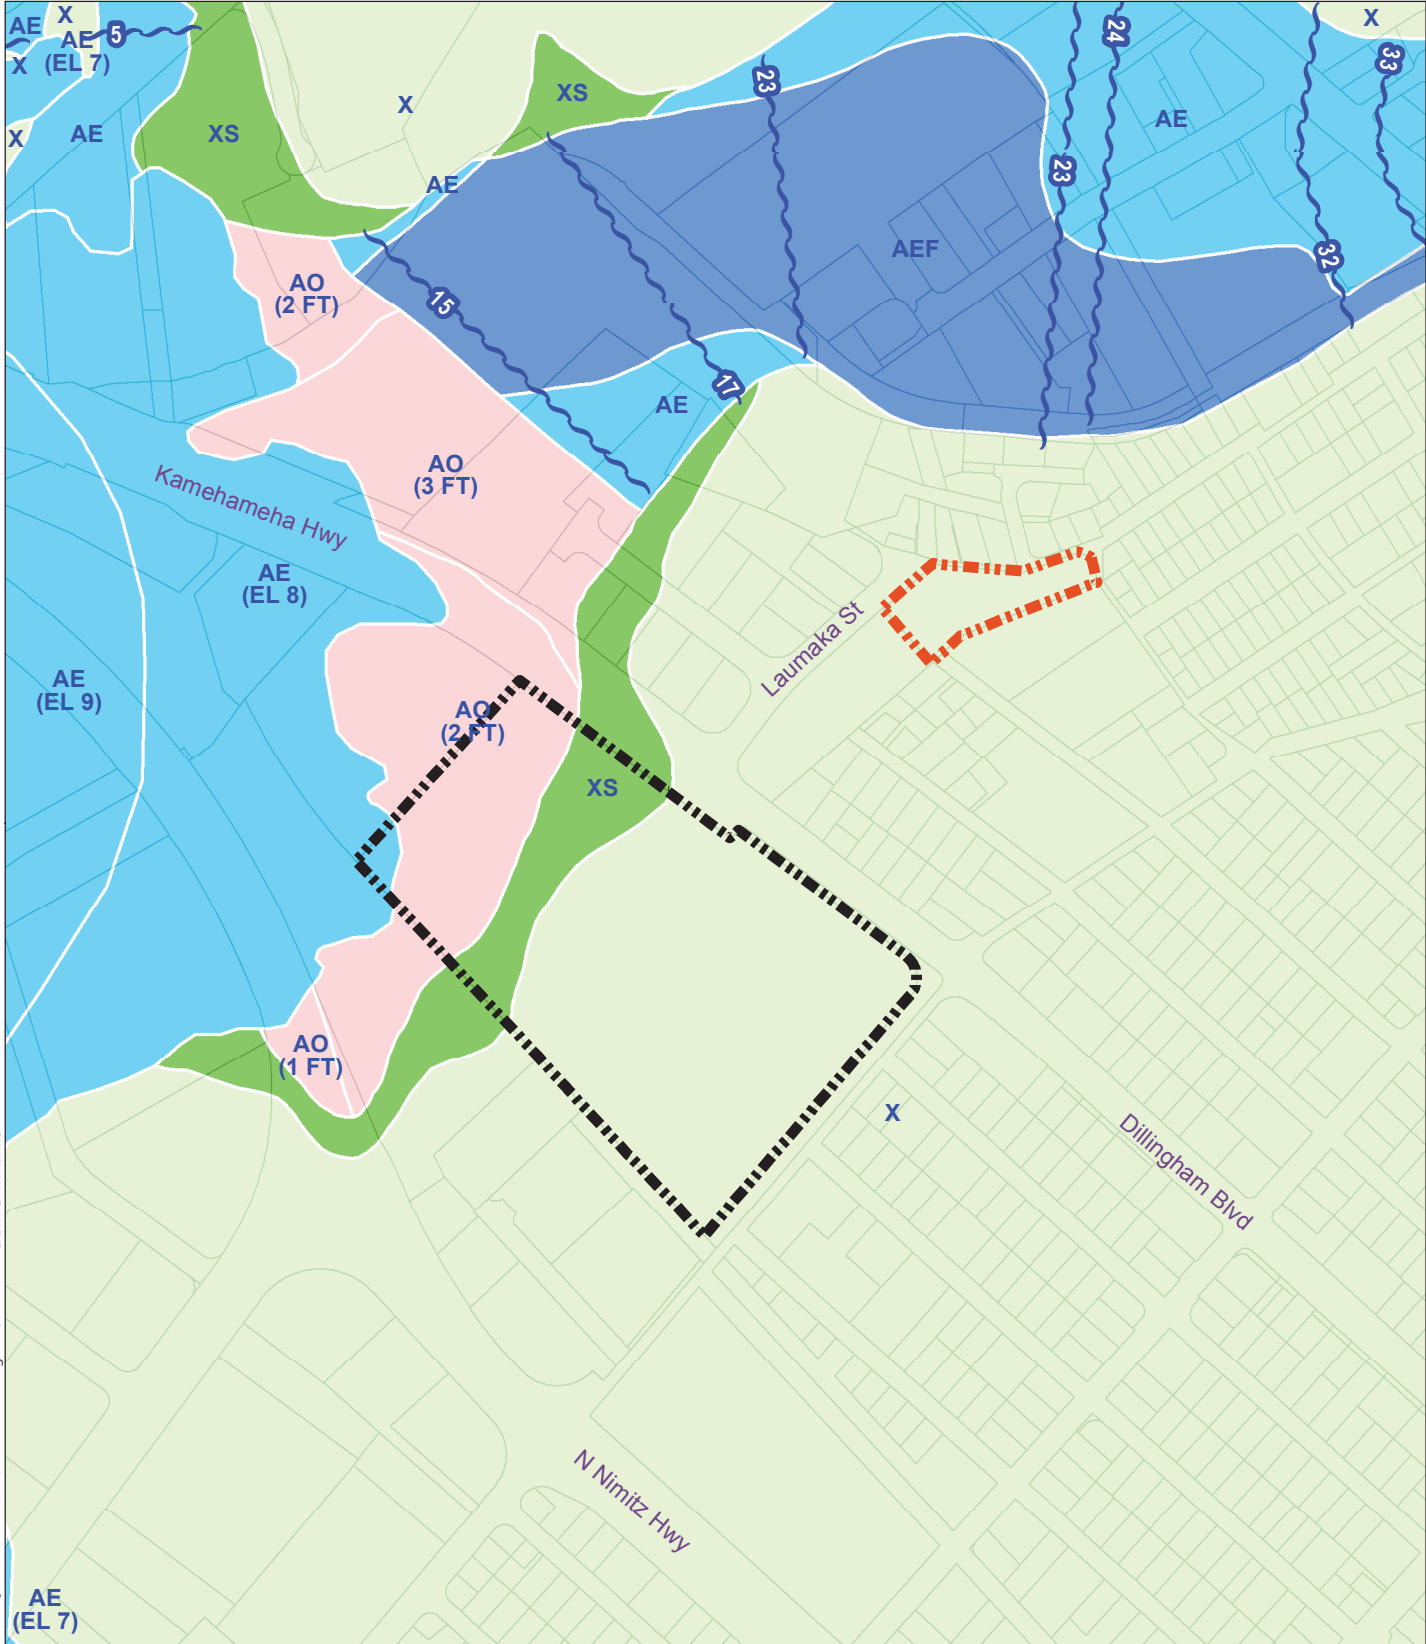 AE
X
5
X
AE
(EL 7)
X
24
X
33
23
XS
X
AE
X
AE
XS
AE
23
AEF
AO
(2 FT)
15
32
17
AE
AO
(3 FT)
Kamehameha Hwy
AE
(EL 8)
Laumaka St
AE
(EL 9)
AO
(2 FT)
XS
AO
(1 FT)
X
Dillingham Blvd
N Nimitz Hwy
AE
(EL 7)